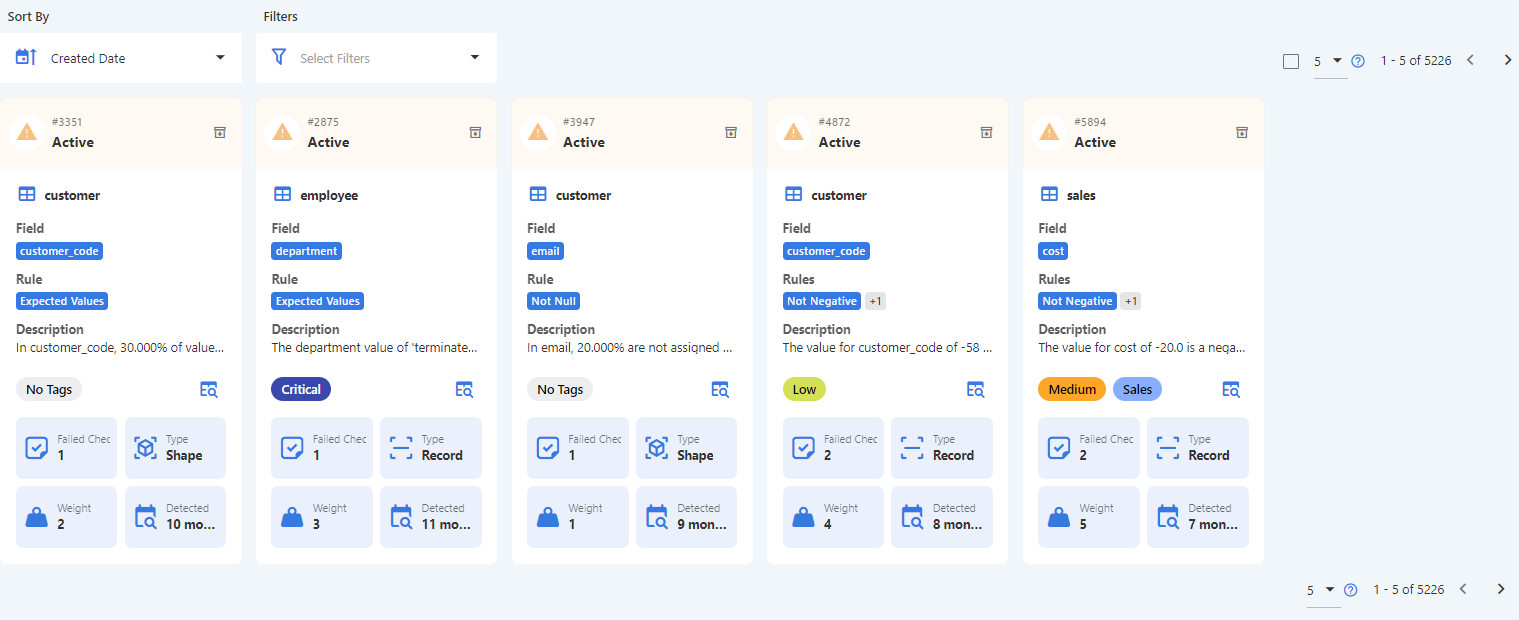 Sort By
Filters
Created Date
Select Filters
5
1 - 5 of 5226
#3351
Active
customer
Field
customer_code
Rule
Expected Values
Description
In customer_code, 30.000% of value...
No Tags
Failed Chec
1
Type
Shape
Weight
2
Detected
10 mo...
#2875
Active
employee
Field
department
Rule
Expected Values
Description
The department value of 'terminate...
Critical
Failed Chec
1
Type
Record
Weight
3
Detected
11 mo...
#3947
Active
customer
Field
email
Rule
Not Null
Description
In email, 20.000% are not assigned ...
No Tags
Failed Chec
1
Type
Shape
Weight
1
Detected
9 mon...
#4872
Active
customer
Field
customer_code
Rules
Not Negative +1
Description
The value for customer_code of -58 ...
Low
Failed Chec
2
Type
Record
Weight
4
Detected
8 mon...
#5894
Active
sales
Field
cost
Rules
Not Negative +1
Description
The value for cost of -20.0 is a nega...
Medium Sales
Failed Chec
2
Type
Record
Weight
5
Detected
7 mon...
5
1 - 5 of 5226